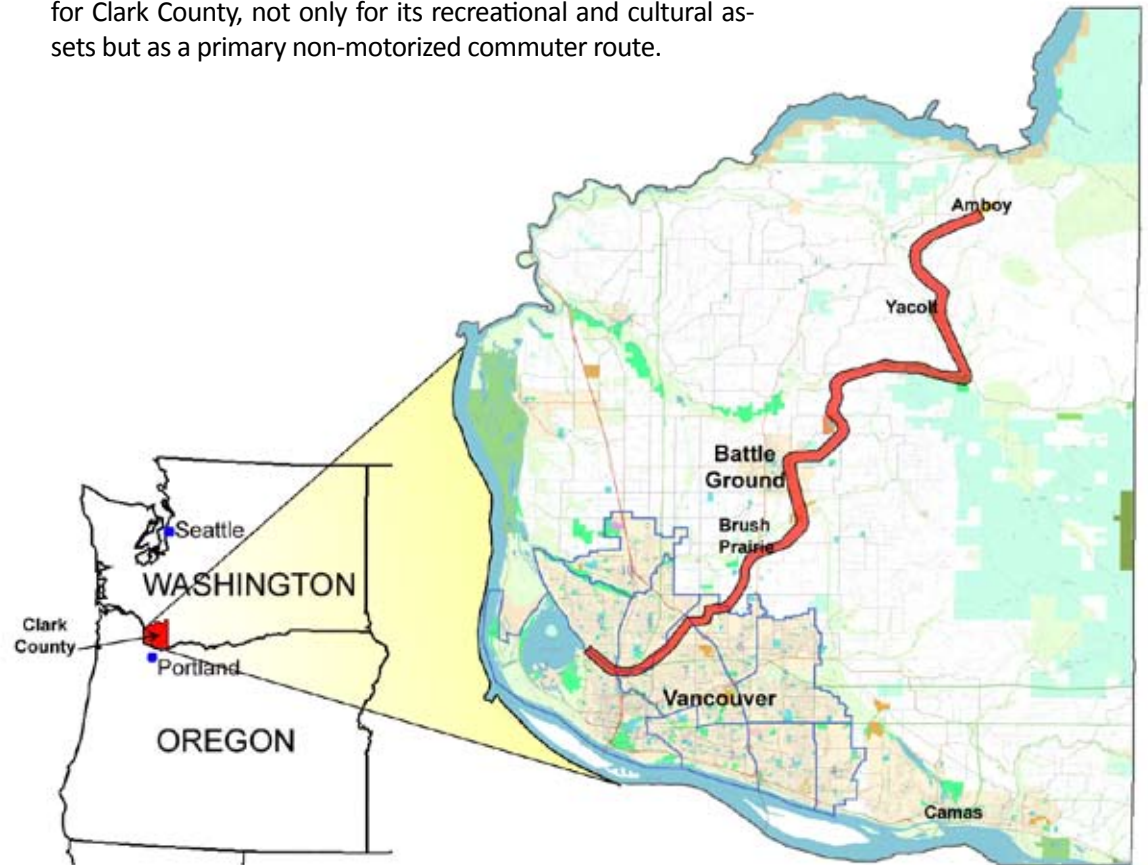 for Clark County, not only for its recreational and cultural as-
sets but as a primary non-motorized commuter route.
Amboy
Yacolt
Battle
Ground
Brush
Prairie
Seattle
WASHINGTON
Clark
County
Portland
Vancouver
OREGON
Camas